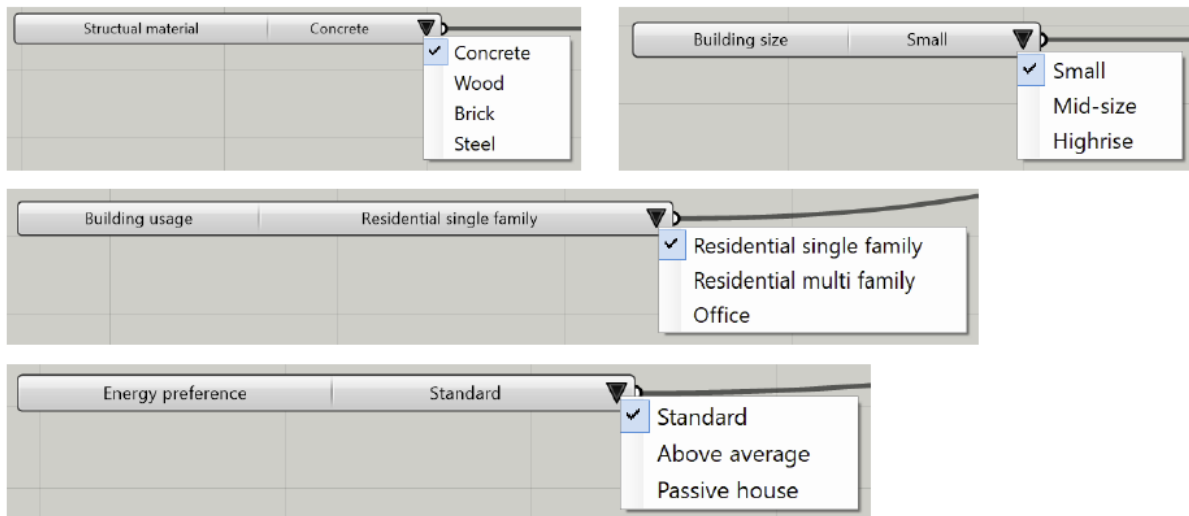 Structual material Concrete
Concrete
Wood
Brick
Steel
Building size Small
Small
Mid-size
Highrise
Building usage Residential single family
Residential single family
Residential multi family
Office
Energy preference Standard
Standard
Above average
Passive house